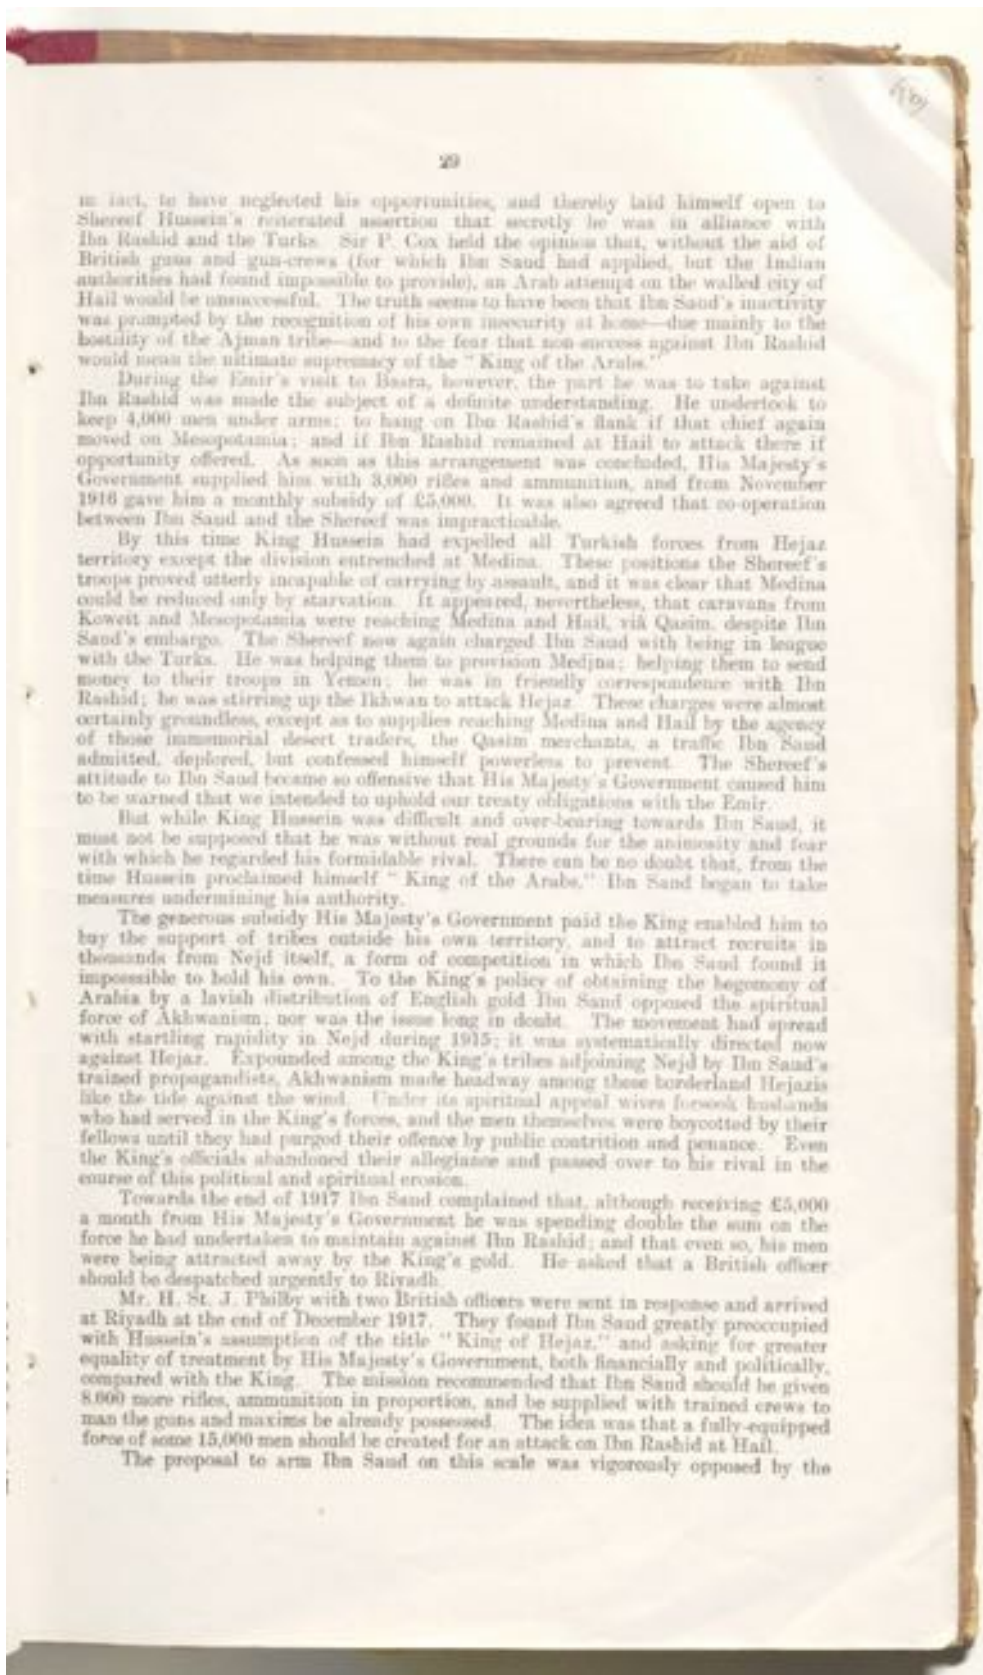 29
in fact, to have neglected his opportunities, and thereby laid himself open to
Shereef Hussein's reiterated assertion that secretly he was in alliance with
Ibn Rashid and the Turks. Sir P. Cox held the opinion that, without the aid of
British guns and gun-crews (for which Ibn Saud had applied, but the Indian
authorities had found impossible to provide), an Arab attempt on the walled city of
Hail would be unsuccessful. The truth seems to have been that Ibn Saud's inactivity
was prompted by the recognition of his own insecurity at home—due mainly to the
hostility of the Ajman tribe—and to the fear that non-success against Ibn Rashid
would mean the ultimate supremacy of the "King of the Arabs."
During the Emir's visit to Basra, however, the part he was to take against
Ibn Rashid was made the subject of a definite understanding. He undertook to
keep 4,000 men under arms; to hang on Ibn Rashid's flank if that chief again
moved on Mesopotamia; and if Ibn Rashid remained at Hail to attack there if
opportunity offered. As soon as this arrangement was concluded, His Majesty's
Government supplied him with 3,000 rifles and ammunition, and from November
1916 gave him a monthly subsidy of £5,000. It was also agreed that co-operation
between Ibn Saud and the Shereef was impracticable.
By this time King Hussein had expelled all Turkish forces from Hejaz
territory except the division entrenched at Medina. These positions the Shereef's
troops proved utterly incapable of carrying by assault, and it was clear that Medina
could be reduced only by starvation. It appeared, nevertheless, that caravans from
Koweit and Mesopotamia were reaching Medina and Hail, viâ Qasim, despite Ibn
Saud's embargo. The Shereef now again charged Ibn Saud with being in league
with the Turks. He was helping them to provision Medina; helping them to send
money to their troops in Yemen; he was in friendly correspondence with Ibn
Rashid; he was stirring up the Ikhwan to attack Hejaz. These charges were almost
certainly groundless, except as to supplies reaching Medina and Hail by the agency
of those immemorial desert traders, the Qasim merchants, a traffic Ibn Saud
admitted, deplored, but confessed himself powerless to prevent. The Shereef's
attitude to Ibn Saud became so offensive that His Majesty's Government caused him
to be warned that we intended to uphold our treaty obligations with the Emir.
But while King Hussein was difficult and over-bearing towards Ibn Saud, it
must not be supposed that he was without real grounds for the animosity and fear
with which he regarded his formidable rival. There can be no doubt that, from the
time Hussein proclaimed himself "King of the Arabs," Ibn Saud began to take
measures undermining his authority.
The generous subsidy His Majesty's Government paid the King enabled him to
buy the support of tribes outside his own territory, and to attract recruits in
thousands from Nejd itself, a form of competition in which Ibn Saud found it
impossible to hold his own. To the King's policy of obtaining the hegemony of
Arabia by a lavish distribution of English gold Ibn Saud opposed the spiritual
force of Akhwanism; nor was the issue long in doubt. The movement had spread
with startling rapidity in Nejd during 1915; it was systematically directed now
against Hejaz. Expounded among the King's tribes adjoining Nejd by Ibn Saud's
trained propagandists, Akhwanism made headway among these borderland Hejazis
like the tide against the wind. Under its spiritual appeal wives forsook husbands
who had served in the King's forces, and the men themselves were boycotted by their
fellows until they had purged their offence by public contrition and penance. Even
the King's officials abandoned their allegiance and passed over to his rival in the
course of this political and spiritual erosion.
Towards the end of 1917 Ibn Saud complained that, although receiving £5,000
a month from His Majesty's Government he was spending double the sum on the
force he had undertaken to maintain against Ibn Rashid; and that even so, his men
were being attracted away by the King's gold. He asked that a British officer
should be despatched urgently to Riyadh.
Mr. H. St. J. Philby with two British officers were sent in response and arrived
at Riyadh at the end of December 1917. They found Ibn Saud greatly preoccupied
with Hussein's assumption of the title "King of Hejaz," and asking for greater
equality of treatment by His Majesty's Government, both financially and politically,
compared with the King. The mission recommended that Ibn Saud should be given
8,000 more rifles, ammunition in proportion, and be supplied with trained crews to
man the guns and maxims he already possessed. The idea was that a fully-equipped
force of some 15,000 men should be created for an attack on Ibn Rashid at Hail.
The proposal to arm Ibn Saud on this scale was vigorously opposed by the